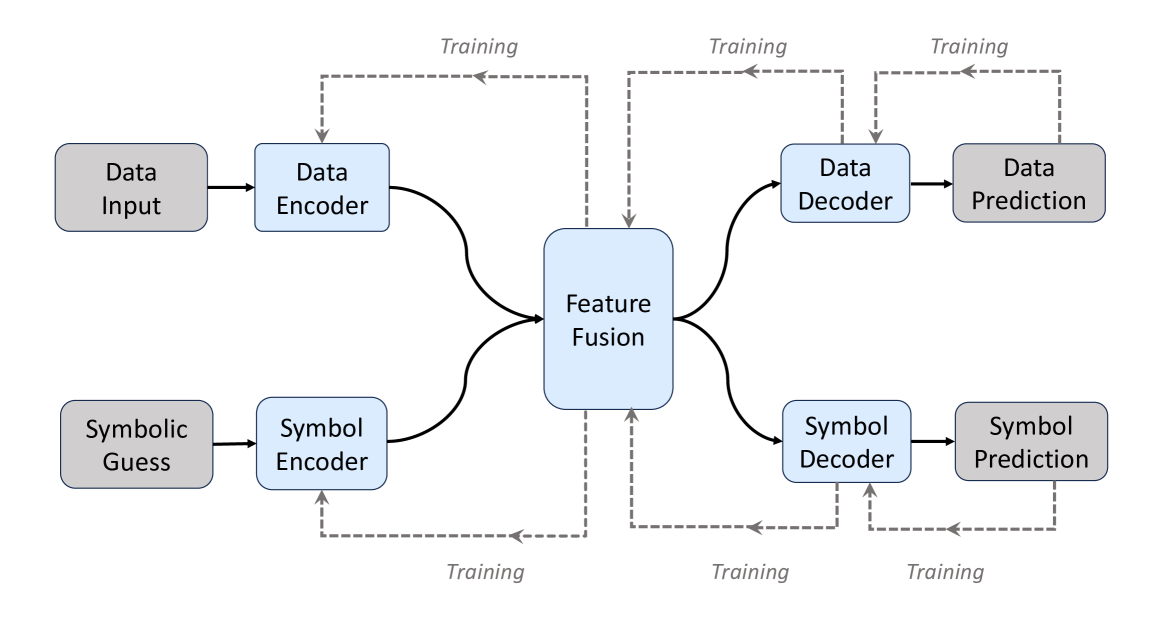 Training
Training
Training
Data
Input
Data
Encoder
Data
Decoder
Data
Prediction
Feature
Fusion
Symbolic
Guess
Symbol
Encoder
Symbol
Decoder
Symbol
Prediction
Training
Training
Training